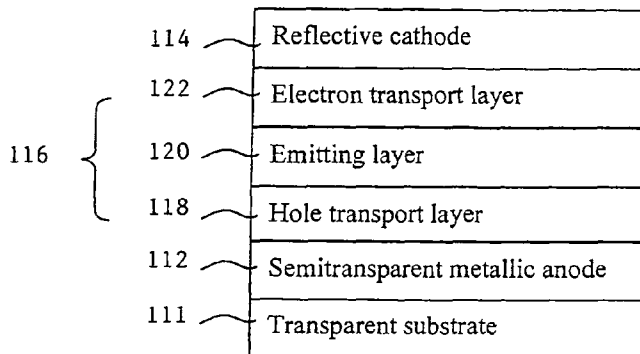 114 Reflective cathode
122 Electron transport layer
116
120 Emitting layer
118 Hole transport layer
112 Semitransparent metallic anode
111 Transparent substrate